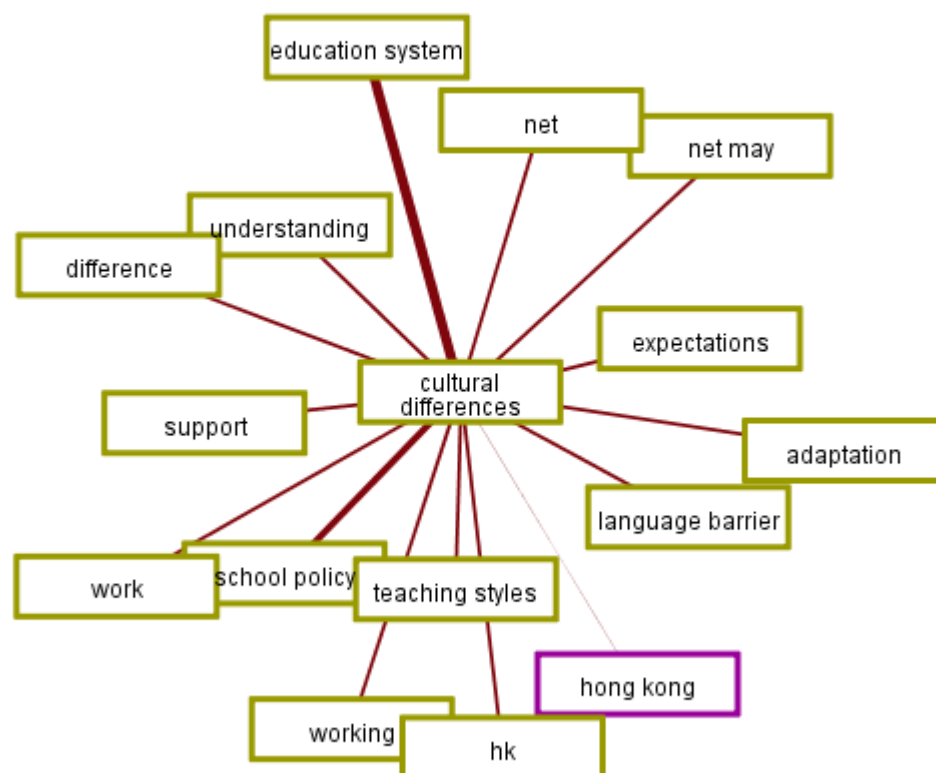 education system
net
net may
understanding
difference
expectations
cultural
differences
support
adaptation
language barrier
school policy
work
teaching styles
hong kong
working
hk